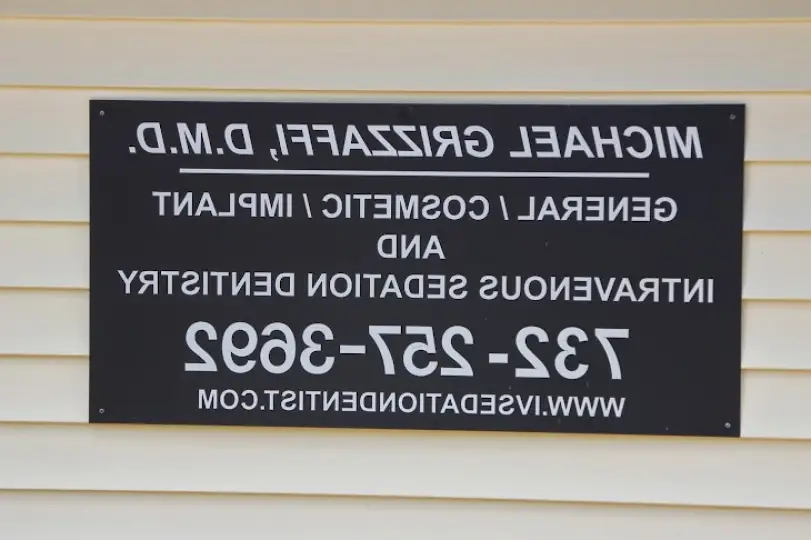 MICHAEL GRIZZAFFI, D.M.D.
GENERAL / COSMETIC / IMPLANT
AND
INTRAVENOUS SEDATION DENTISTRY
732-257-3692
WWW.IVSEDATIONDENTIST.COM